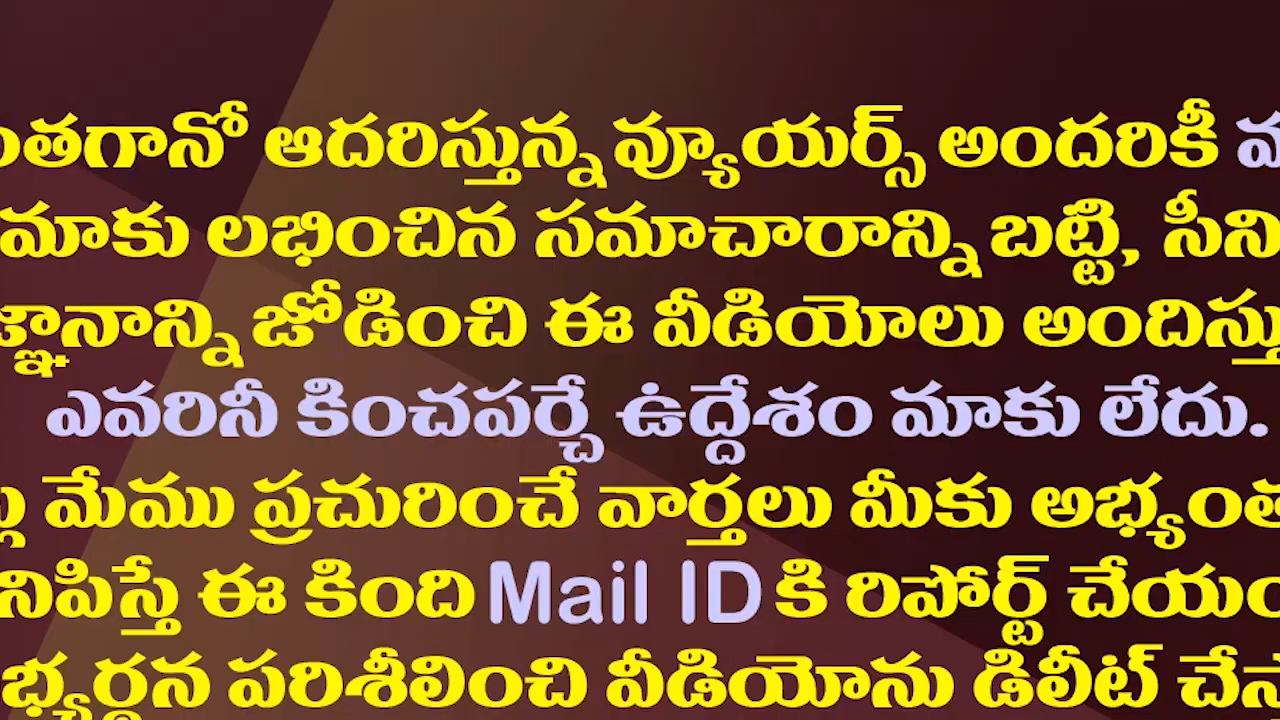 ంతగానో ఆదరిస్తున్న వ్యూయర్స్ అందరికీ
మాకు లభించిన సమాచారాన్ని బట్టి, సీని
జ్ఞానాన్ని జోడించి ఈ వీడియోలు అందిస్తు
ఎవరినీ కించపర్చే ఉద్దేశం మాకు లేదు.
మేము ప్రచురించే వార్తలు మీకు అభ్యంత
నిపిస్తే ఈ కింది Mail ID కి రిపోర్ట్ చేయం
భ్యర్థన పరిశీలించి వీడియోను డిలీట్ చేస